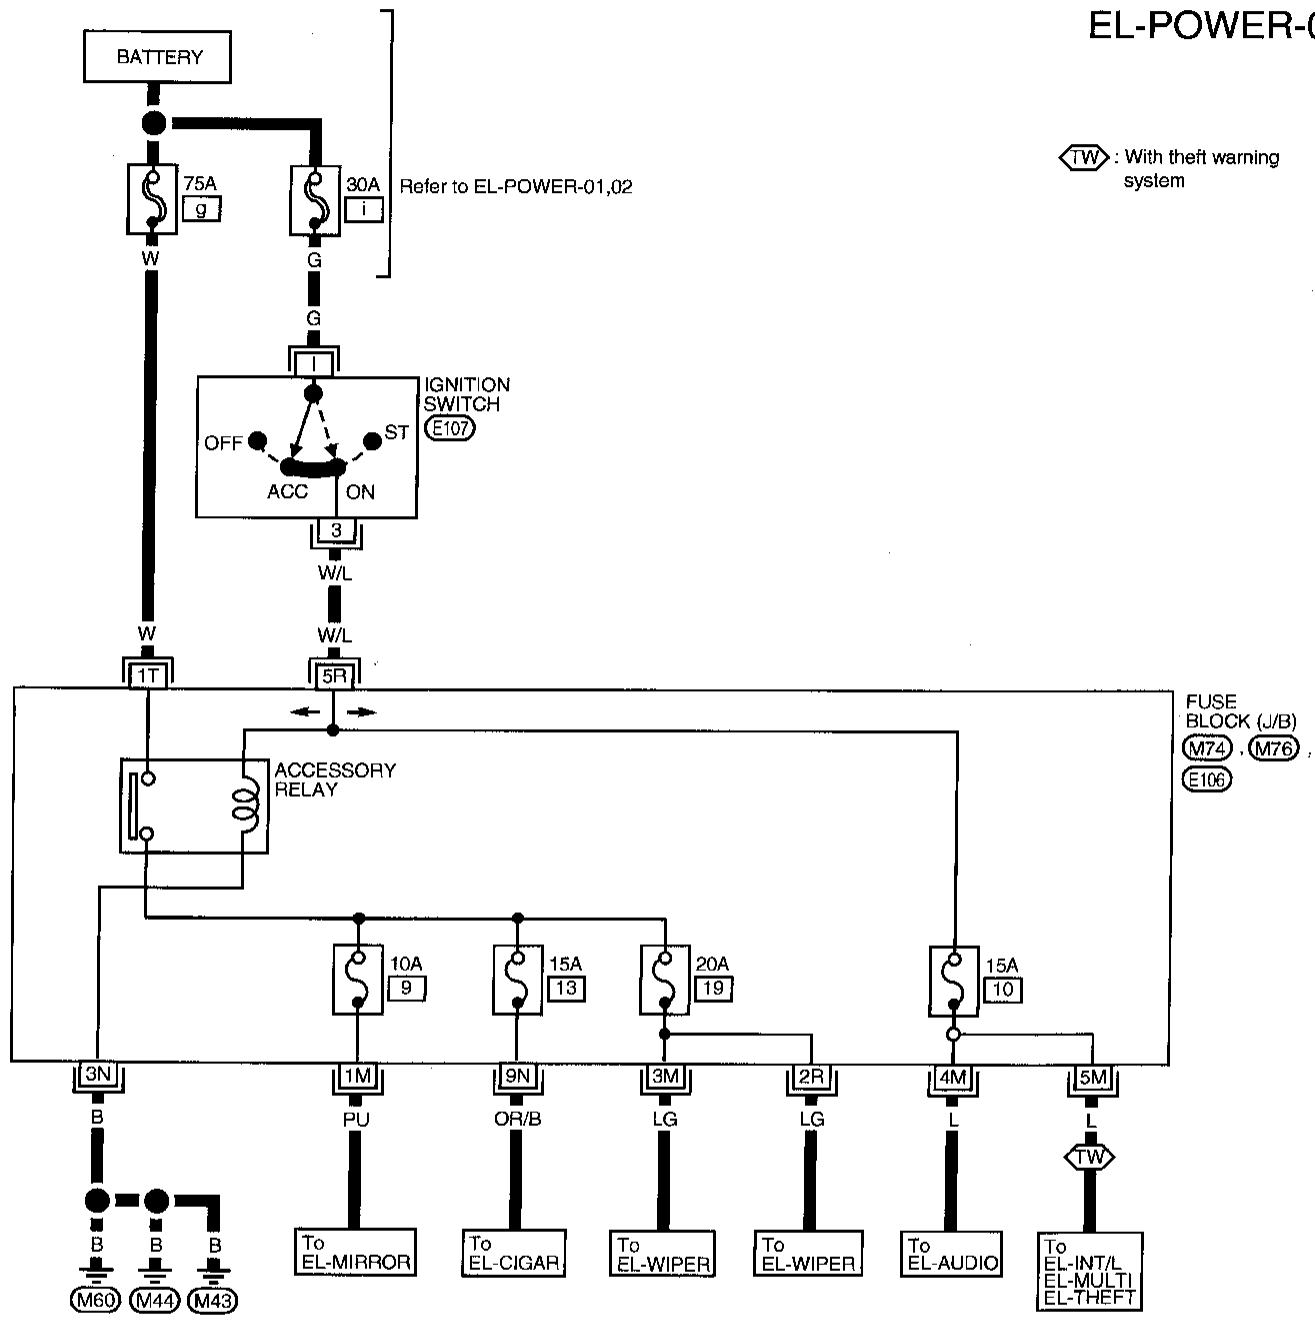 EL-POWER-0
BATTERY
TW : With theft warning
system
75A
g
30A
i
Refer to EL-POWER-01,02
W
G
G
I
IGNITION
SWITCH
E107
OFF
ST
ACC
ON
3
W/L
W
W/L
1T
5R
FUSE
BLOCK (J/B)
M74 , M76 ,
E106
ACCESSORY
RELAY
10A
9
15A
13
20A
19
15A
10
3N
1M
9N
3M
2R
4M
5M
B
PU
OR/B
LG
LG
L
L
TW
B
B
B
M60
M44
M43
To
EL-MIRROR
To
EL-CIGAR
To
EL-WIPER
To
EL-WIPER
To
EL-AUDIO
To
EL-INT/L
EL-MULTI
EL-THEFT